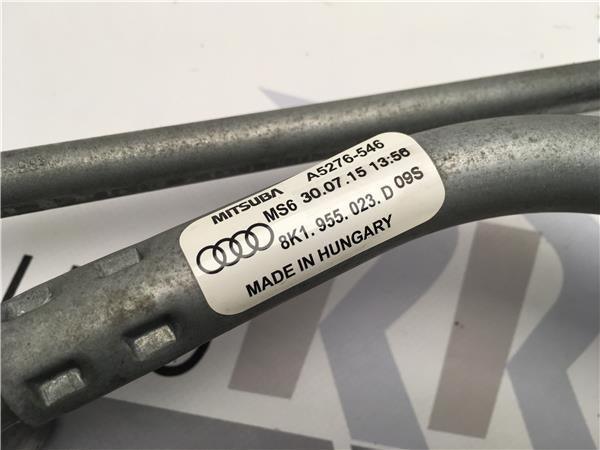 MITSUBA A5276-546
MS6 30.07.15 13:56
8K1.955.023.D 09S
MADE IN HUNGARY